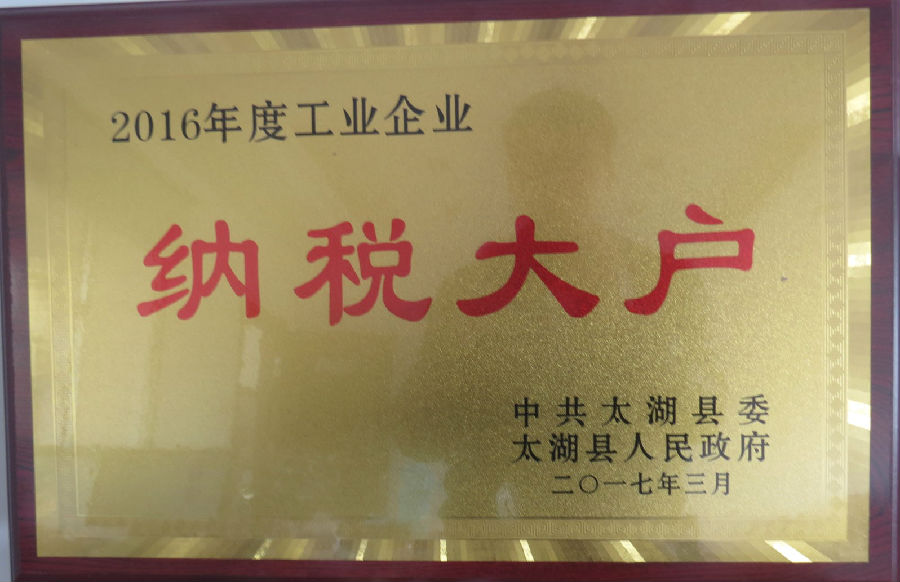 2016年度工业企业
纳税大户
中共太湖县委
太湖县人民政府
二〇一七年三月